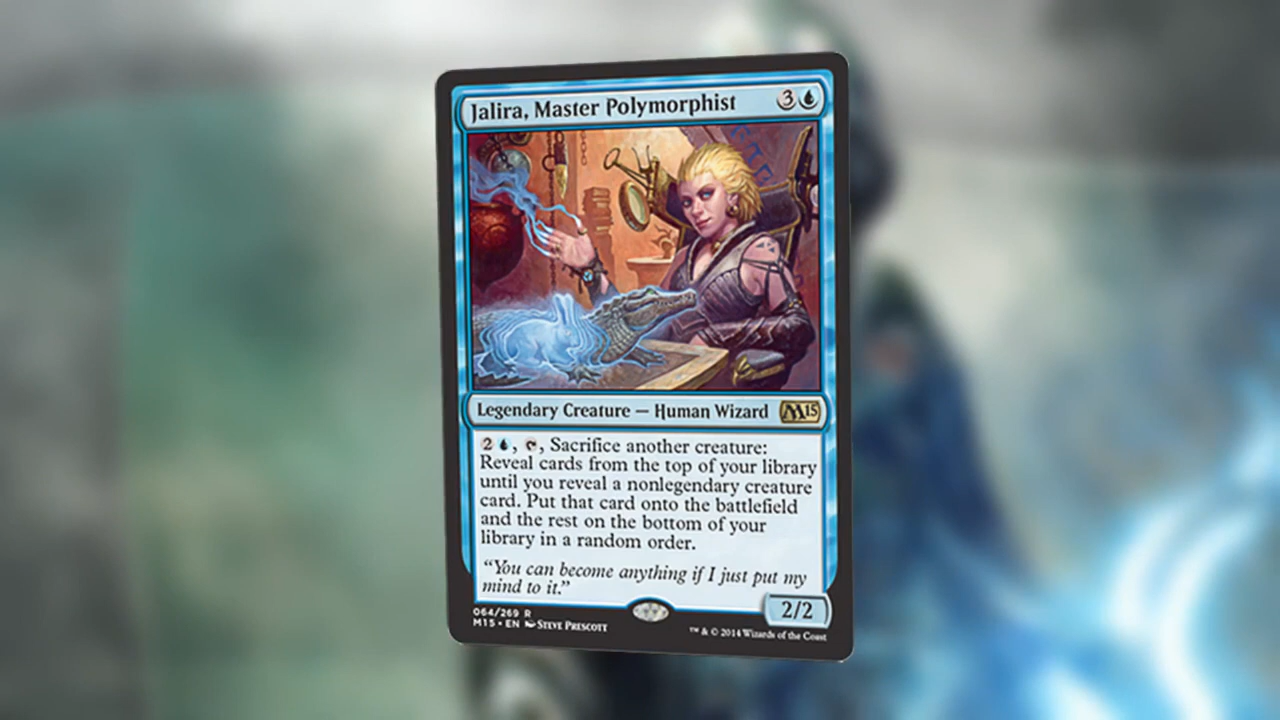 Jalira, Master Polymorphist 3
Legendary Creature — Human Wizard M15
2 , , Sacrifice another creature:
Reveal cards from the top of your library
until you reveal a nonlegendary creature
card. Put that card onto the battlefield
and the rest on the bottom of your
library in a random order.
“You can become anything if I just put my
mind to it.”
2/2
064/269 R
M15 • EN Steve Prescott
™ & © 2014 Wizards of the Coast